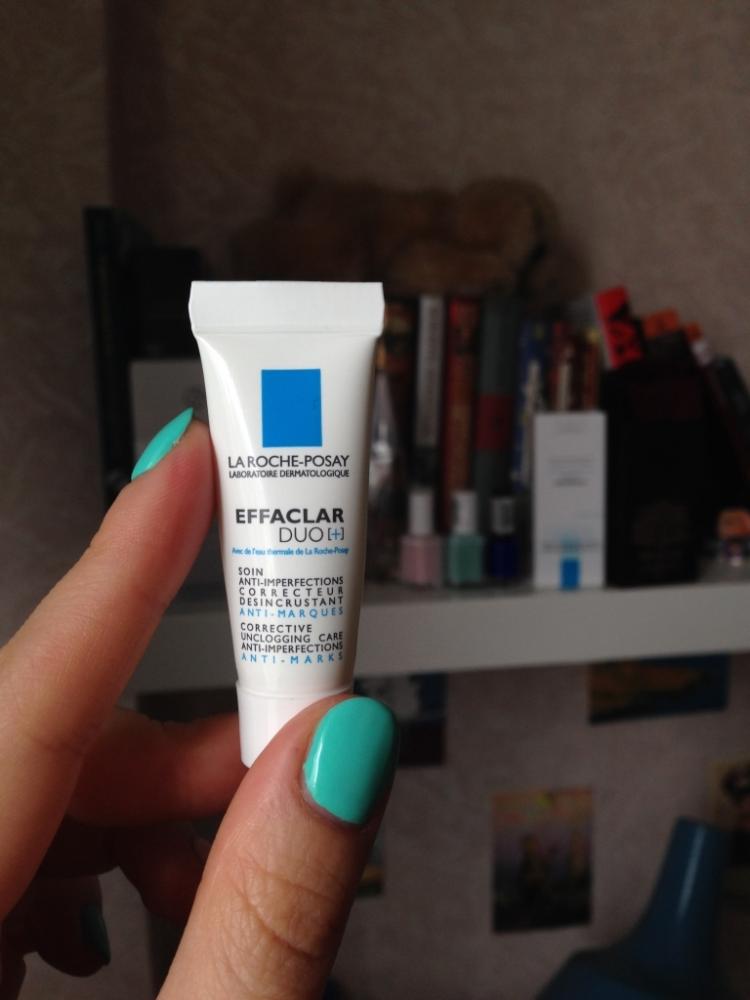 LA ROCHE-POSAY
LABORATOIRE DERMATOLOGIQUE
EFFACLAR
DUO [+]
Avec de l'eau thermale de La Roche-Posay
SOIN
ANTI-IMPERFECTIONS
CORRECTEUR
DESINCRUSTANT
ANTI-MARQUES
CORRECTIVE
UNCLOGGING CARE
ANTI-IMPERFECTIONS
ANTI-MARKS